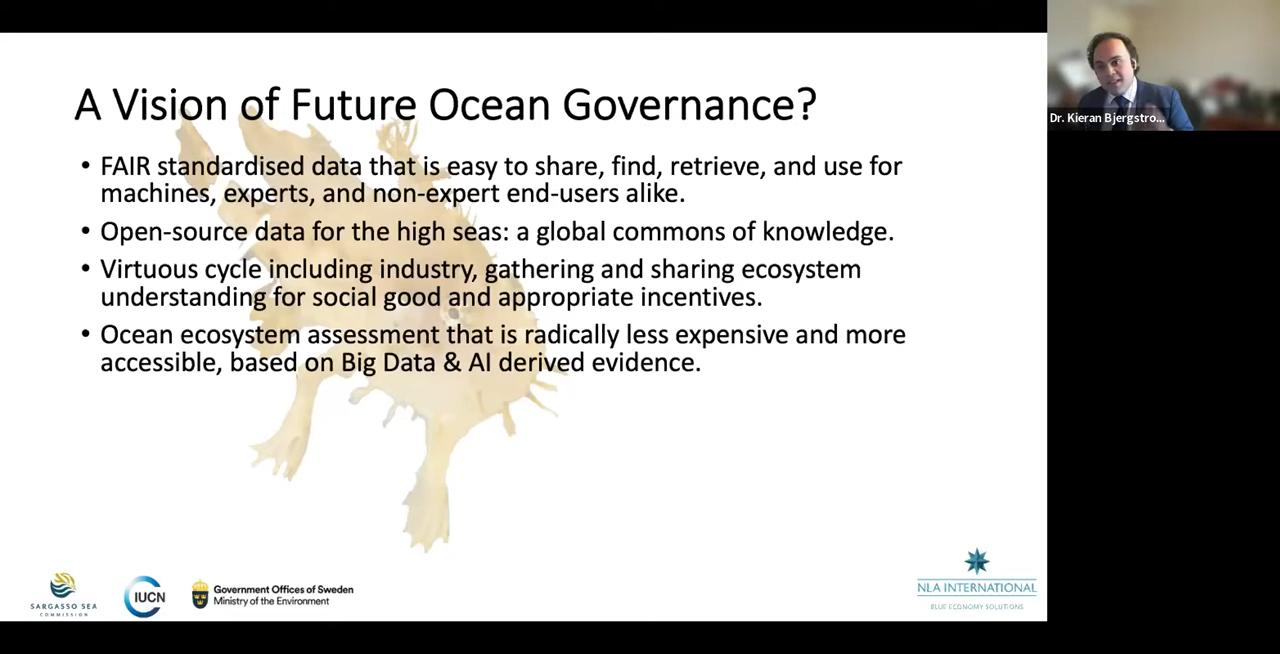 A Vision of Future Ocean Governance?
• FAIR standardised data that is easy to share, find, retrieve, and use for
machines, experts, and non-expert end-users alike.
• Open-source data for the high seas: a global commons of knowledge.
• Virtuous cycle including industry, gathering and sharing ecosystem
understanding for social good and appropriate incentives.
• Ocean ecosystem assessment that is radically less expensive and more
accessible, based on Big Data & AI derived evidence.
Dr. Kieran Bjergstro...
SARGASSO SEA
COMMISSION
IUCN
Government Offices of Sweden
Ministry of the Environment
NLA INTERNATIONAL
BLUE ECONOMY SOLUTIONS